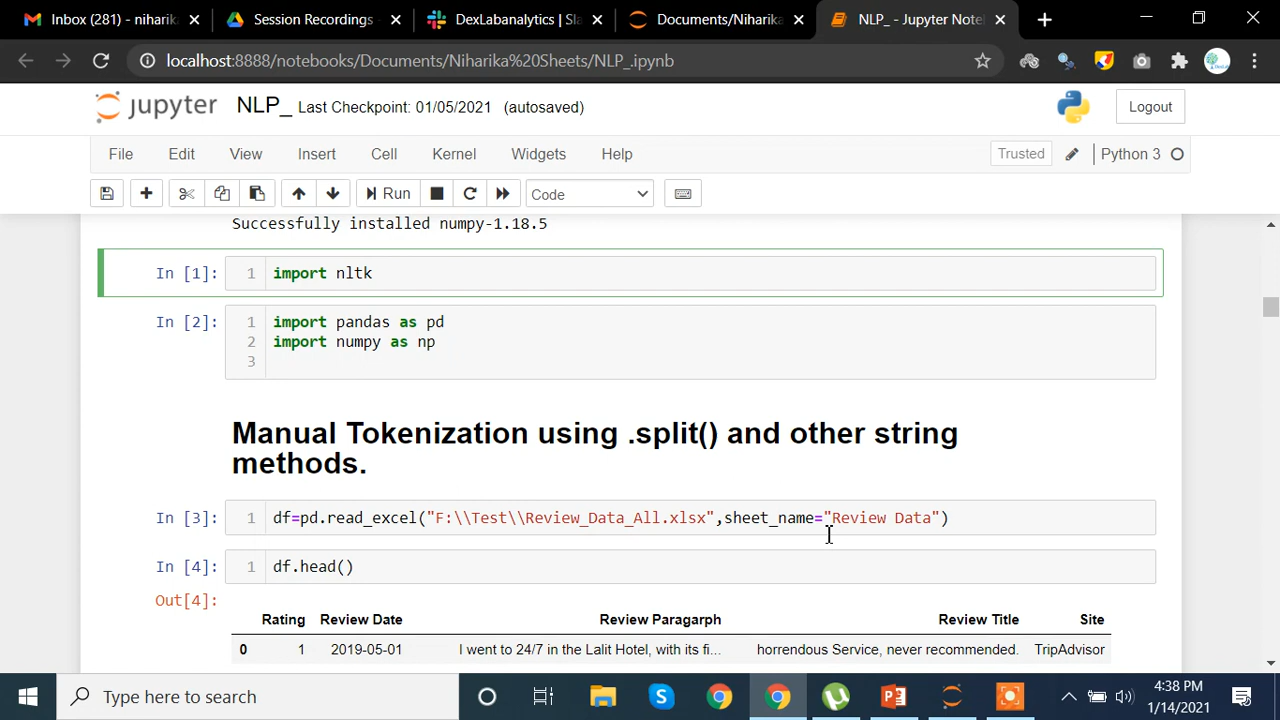 Inbox (281) - niharik
Session Recordings -
DexLabanalytics | Sla
Documents/Niharika
NLP_ - Jupyter Note
localhost:8888/notebooks/Documents/Niharika%20Sheets/NLP_.ipynb
jupyter NLP_ Last Checkpoint: 01/05/2021 (autosaved)
Logout
File Edit View Insert Cell Kernel Widgets Help
Trusted
Python 3
Run
Code
Successfully installed numpy-1.18.5
In [1]: 1 import nltk
In [2]: 1 import pandas as pd
2 import numpy as np
3
Manual Tokenization using .split() and other string
methods.
In [3]: 1 df=pd.read_excel("F:\\Test\\Review_Data_All.xlsx",sheet_name="Review Data")
In [4]: 1 df.head()
Out[4]:
Rating Review Date Review Paragarph Review Title Site
0 1 2019-05-01 I went to 24/7 in the Lalit Hotel, with its fi... horrendous Service, never recommended. TripAdvisor
Type here to search
4:38 PM
1/14/2021